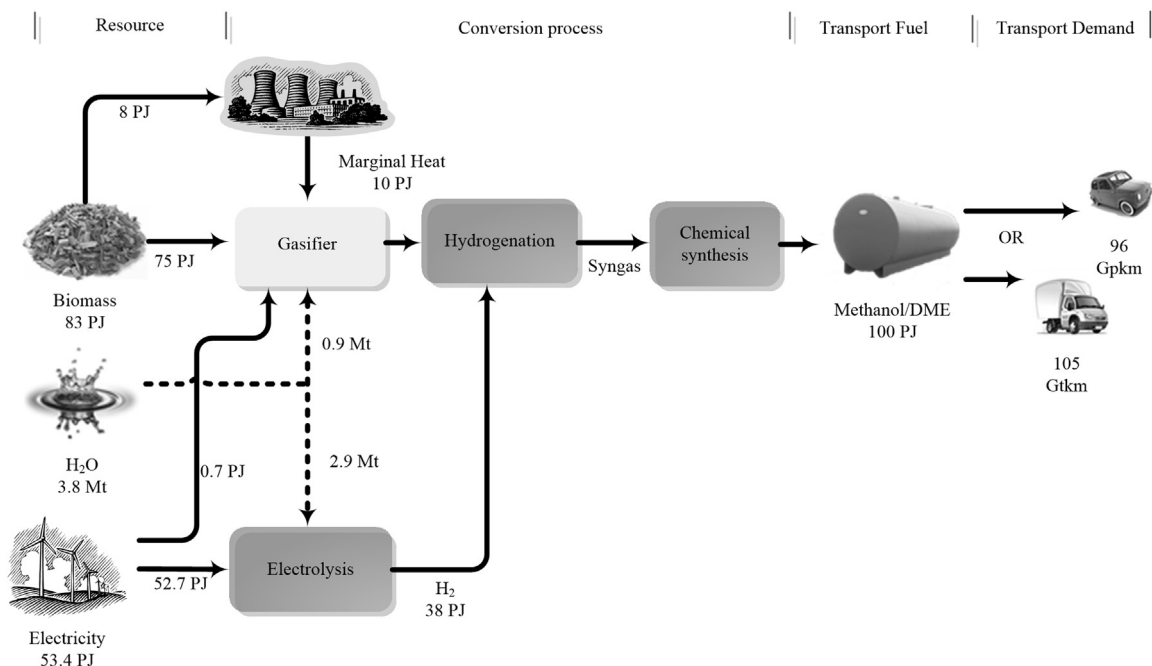 Resource
Conversion process
Transport Fuel
Transport Demand
8 PJ
Marginal Heat
10 PJ
Gasifier
Hydrogenation
Chemical
synthesis
75 PJ
Syngas
OR
96
Gpkm
Biomass
83 PJ
Methanol/DME
100 PJ
0.9 Mt
105
Gtkm
H₂O
3.8 Mt
0.7 PJ
2.9 Mt
Electrolysis
52.7 PJ
H₂
38 PJ
Electricity
53.4 PJ